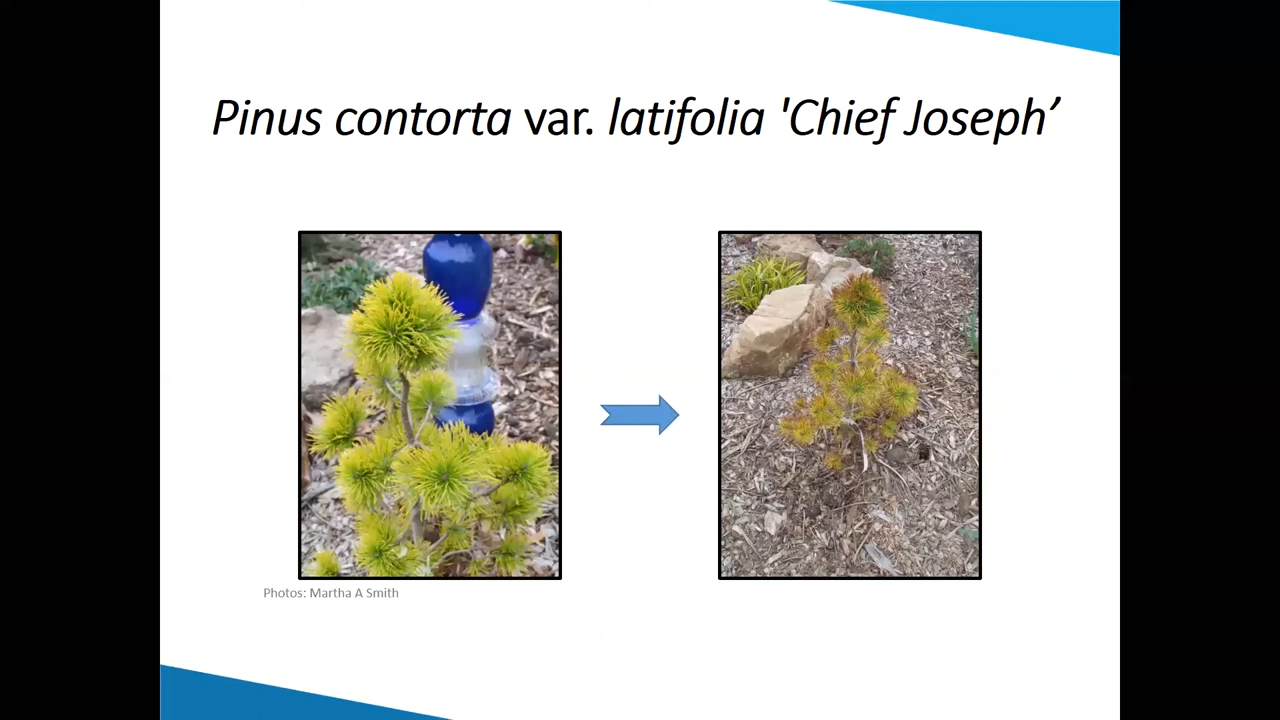 Pinus contorta var. latifolia 'Chief Joseph’
Photos: Martha A Smith